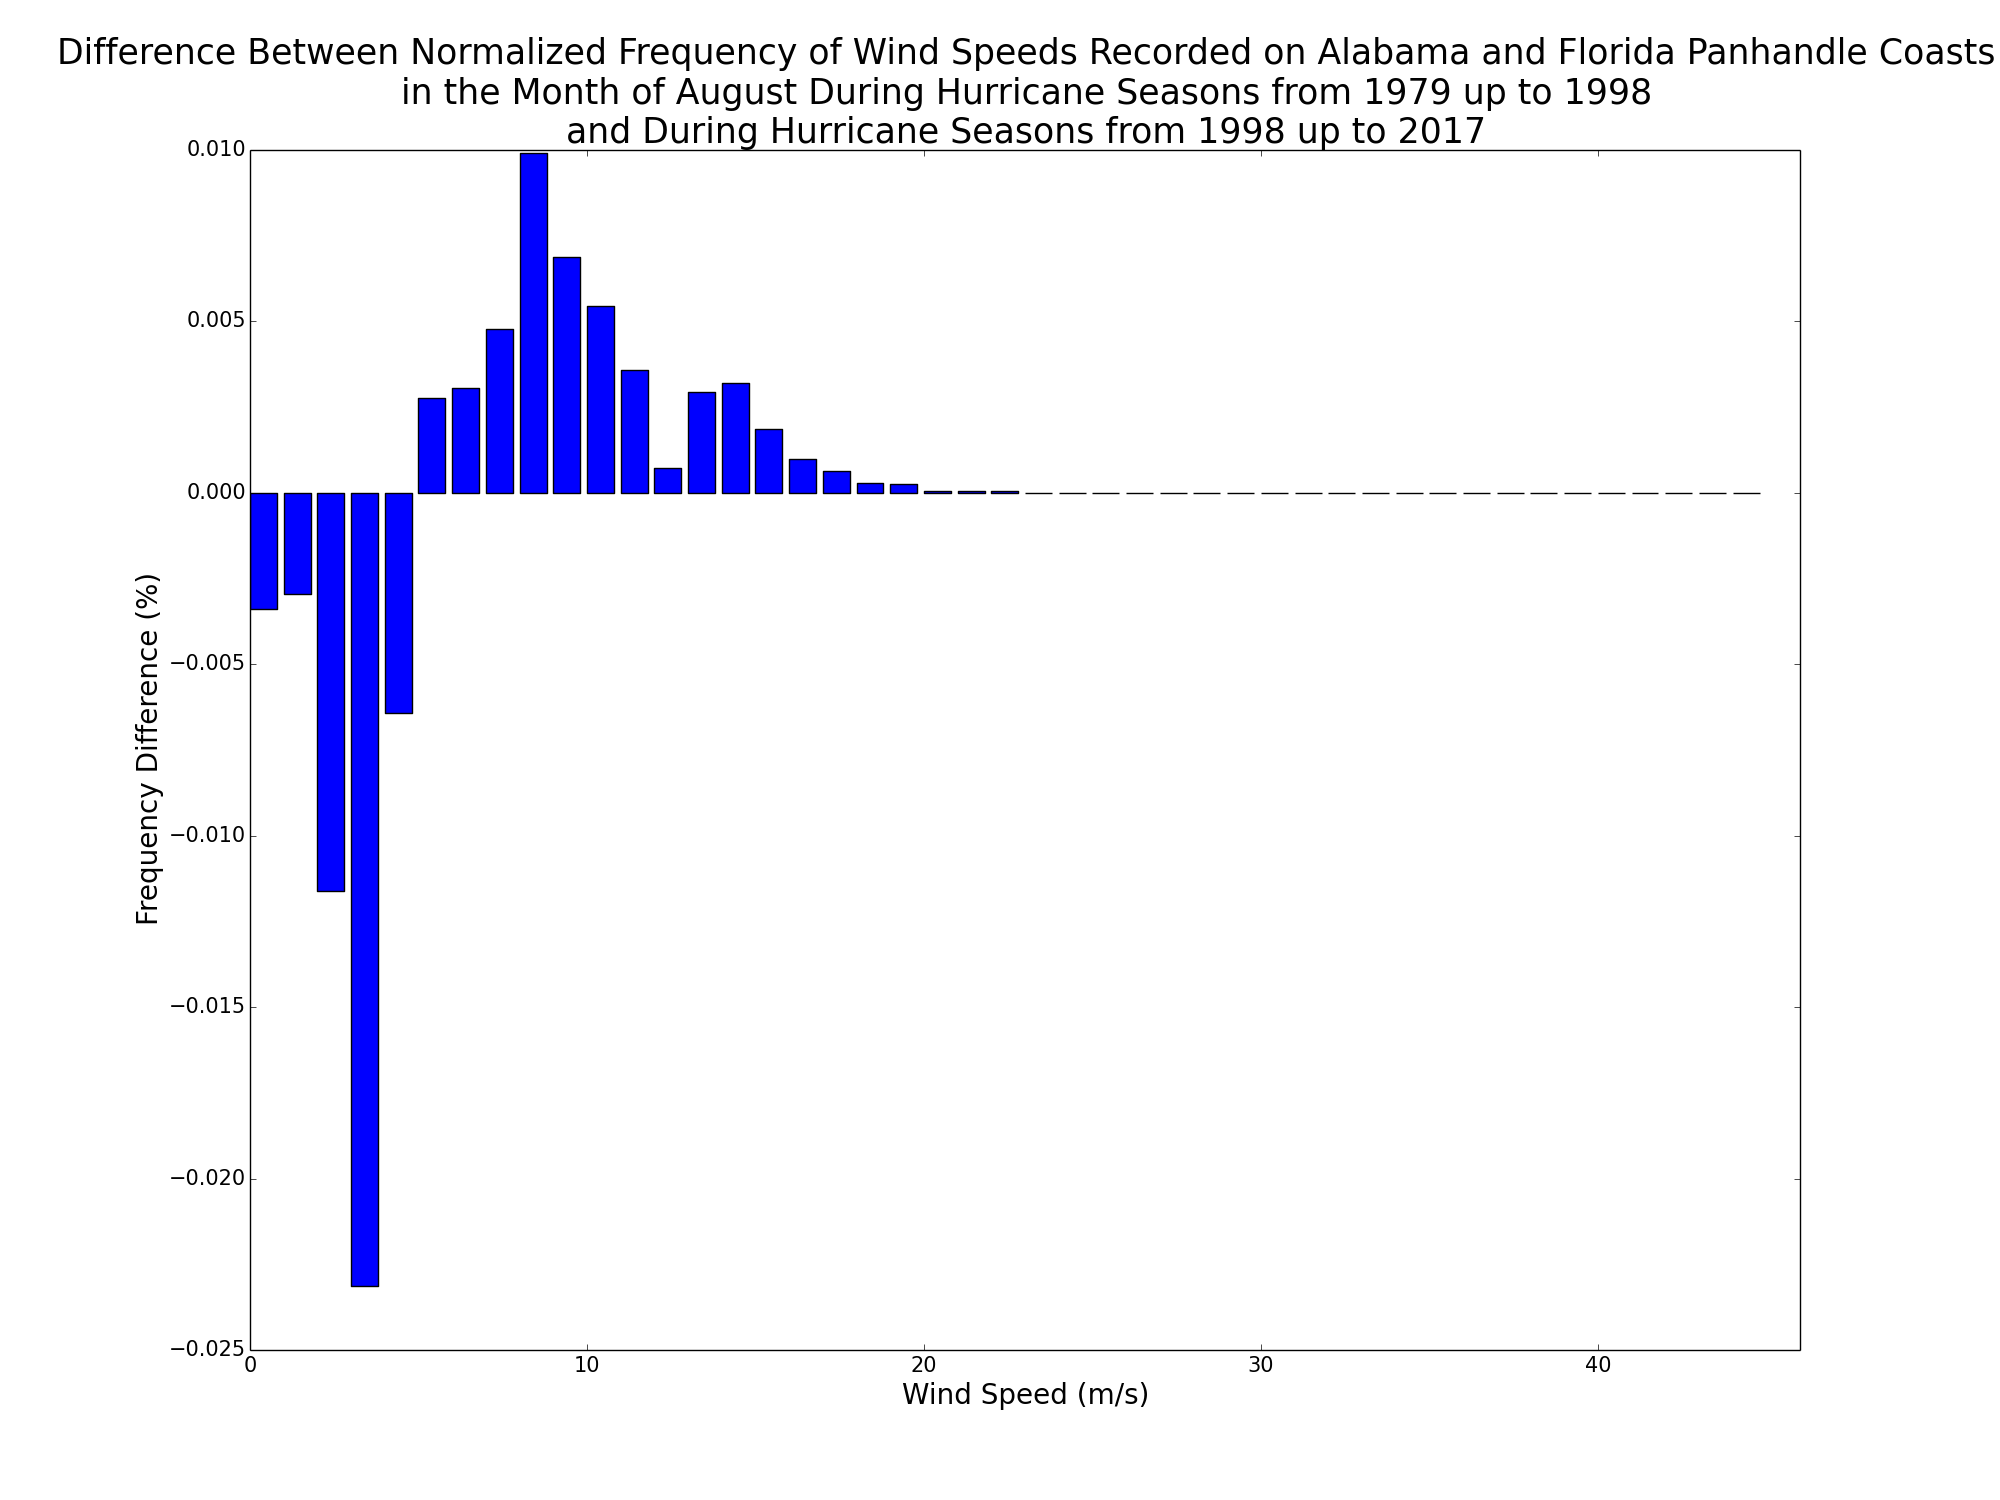 Difference Between Normalized Frequency of Wind Speeds Recorded on Alabama and Florida Panhandle Coasts
in the Month of August During Hurricane Seasons from 1979 up to 1998
and During Hurricane Seasons from 1998 up to 2017
0.010
0.005
0.000
−0.005
−0.010
−0.015
−0.020
−0.025
Frequency Difference (%)
0 10 20 30 40
Wind Speed (m/s)